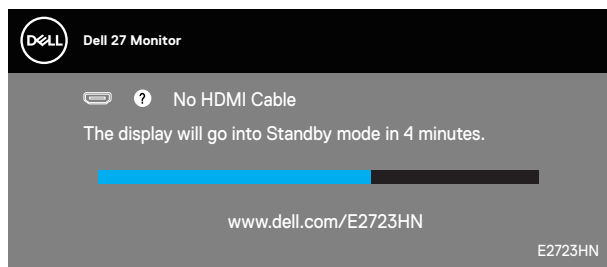 DELL
Dell 27 Monitor
? No HDMI Cable
The display will go into Standby mode in 4 minutes.
www.dell.com/E2723HN
E2723HN